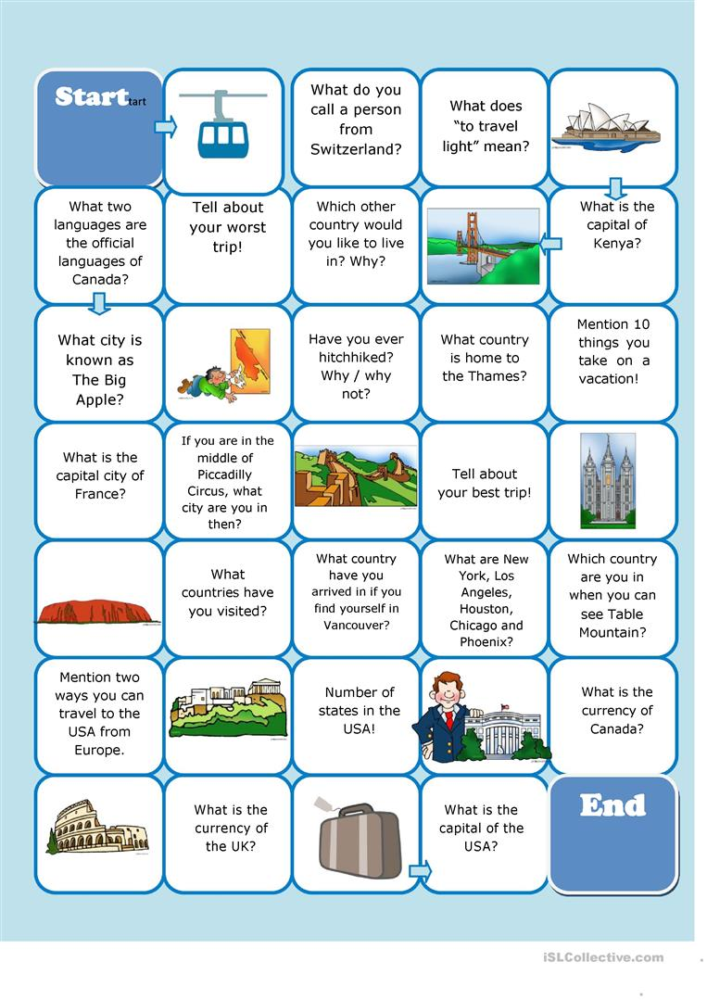 Start
tart
What do you
call a person
from
Switzerland?
What does
“to travel
light” mean?
What two
languages are
the official
languages of
Canada?
Tell about
your worst
trip!
Which other
country would
you like to live
in? Why?
What is the
capital of
Kenya?
What city is
known as
The Big
Apple?
Have you ever
hitchhiked?
Why / why
not?
What country
is home to
the Thames?
Mention 10
things you
take on a
vacation!
What is the
capital city of
France?
If you are in the
middle of
Piccadilly
Circus, what
city are you in
then?
Tell about
your best trip!
What
countries have
you visited?
What country
have you
arrived in if you
find yourself in
Vancouver?
What are New
York, Los
Angeles,
Houston,
Chicago and
Phoenix?
Which country
are you in
when you can
see Table
Mountain?
Mention two
ways you can
travel to the
USA from
Europe.
Number of
states in the
USA!
What is the
currency of
Canada?
What is the
currency of
the UK?
What is the
capital of the
USA?
End
iSLCollective.com